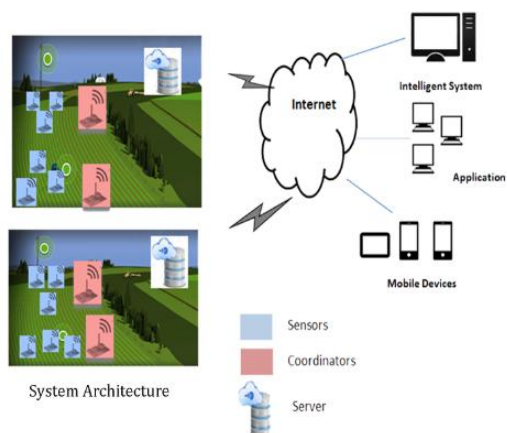 Internet
Intelligent System
Application
Mobile Devices
Sensors
Coordinators
Server
System Architecture